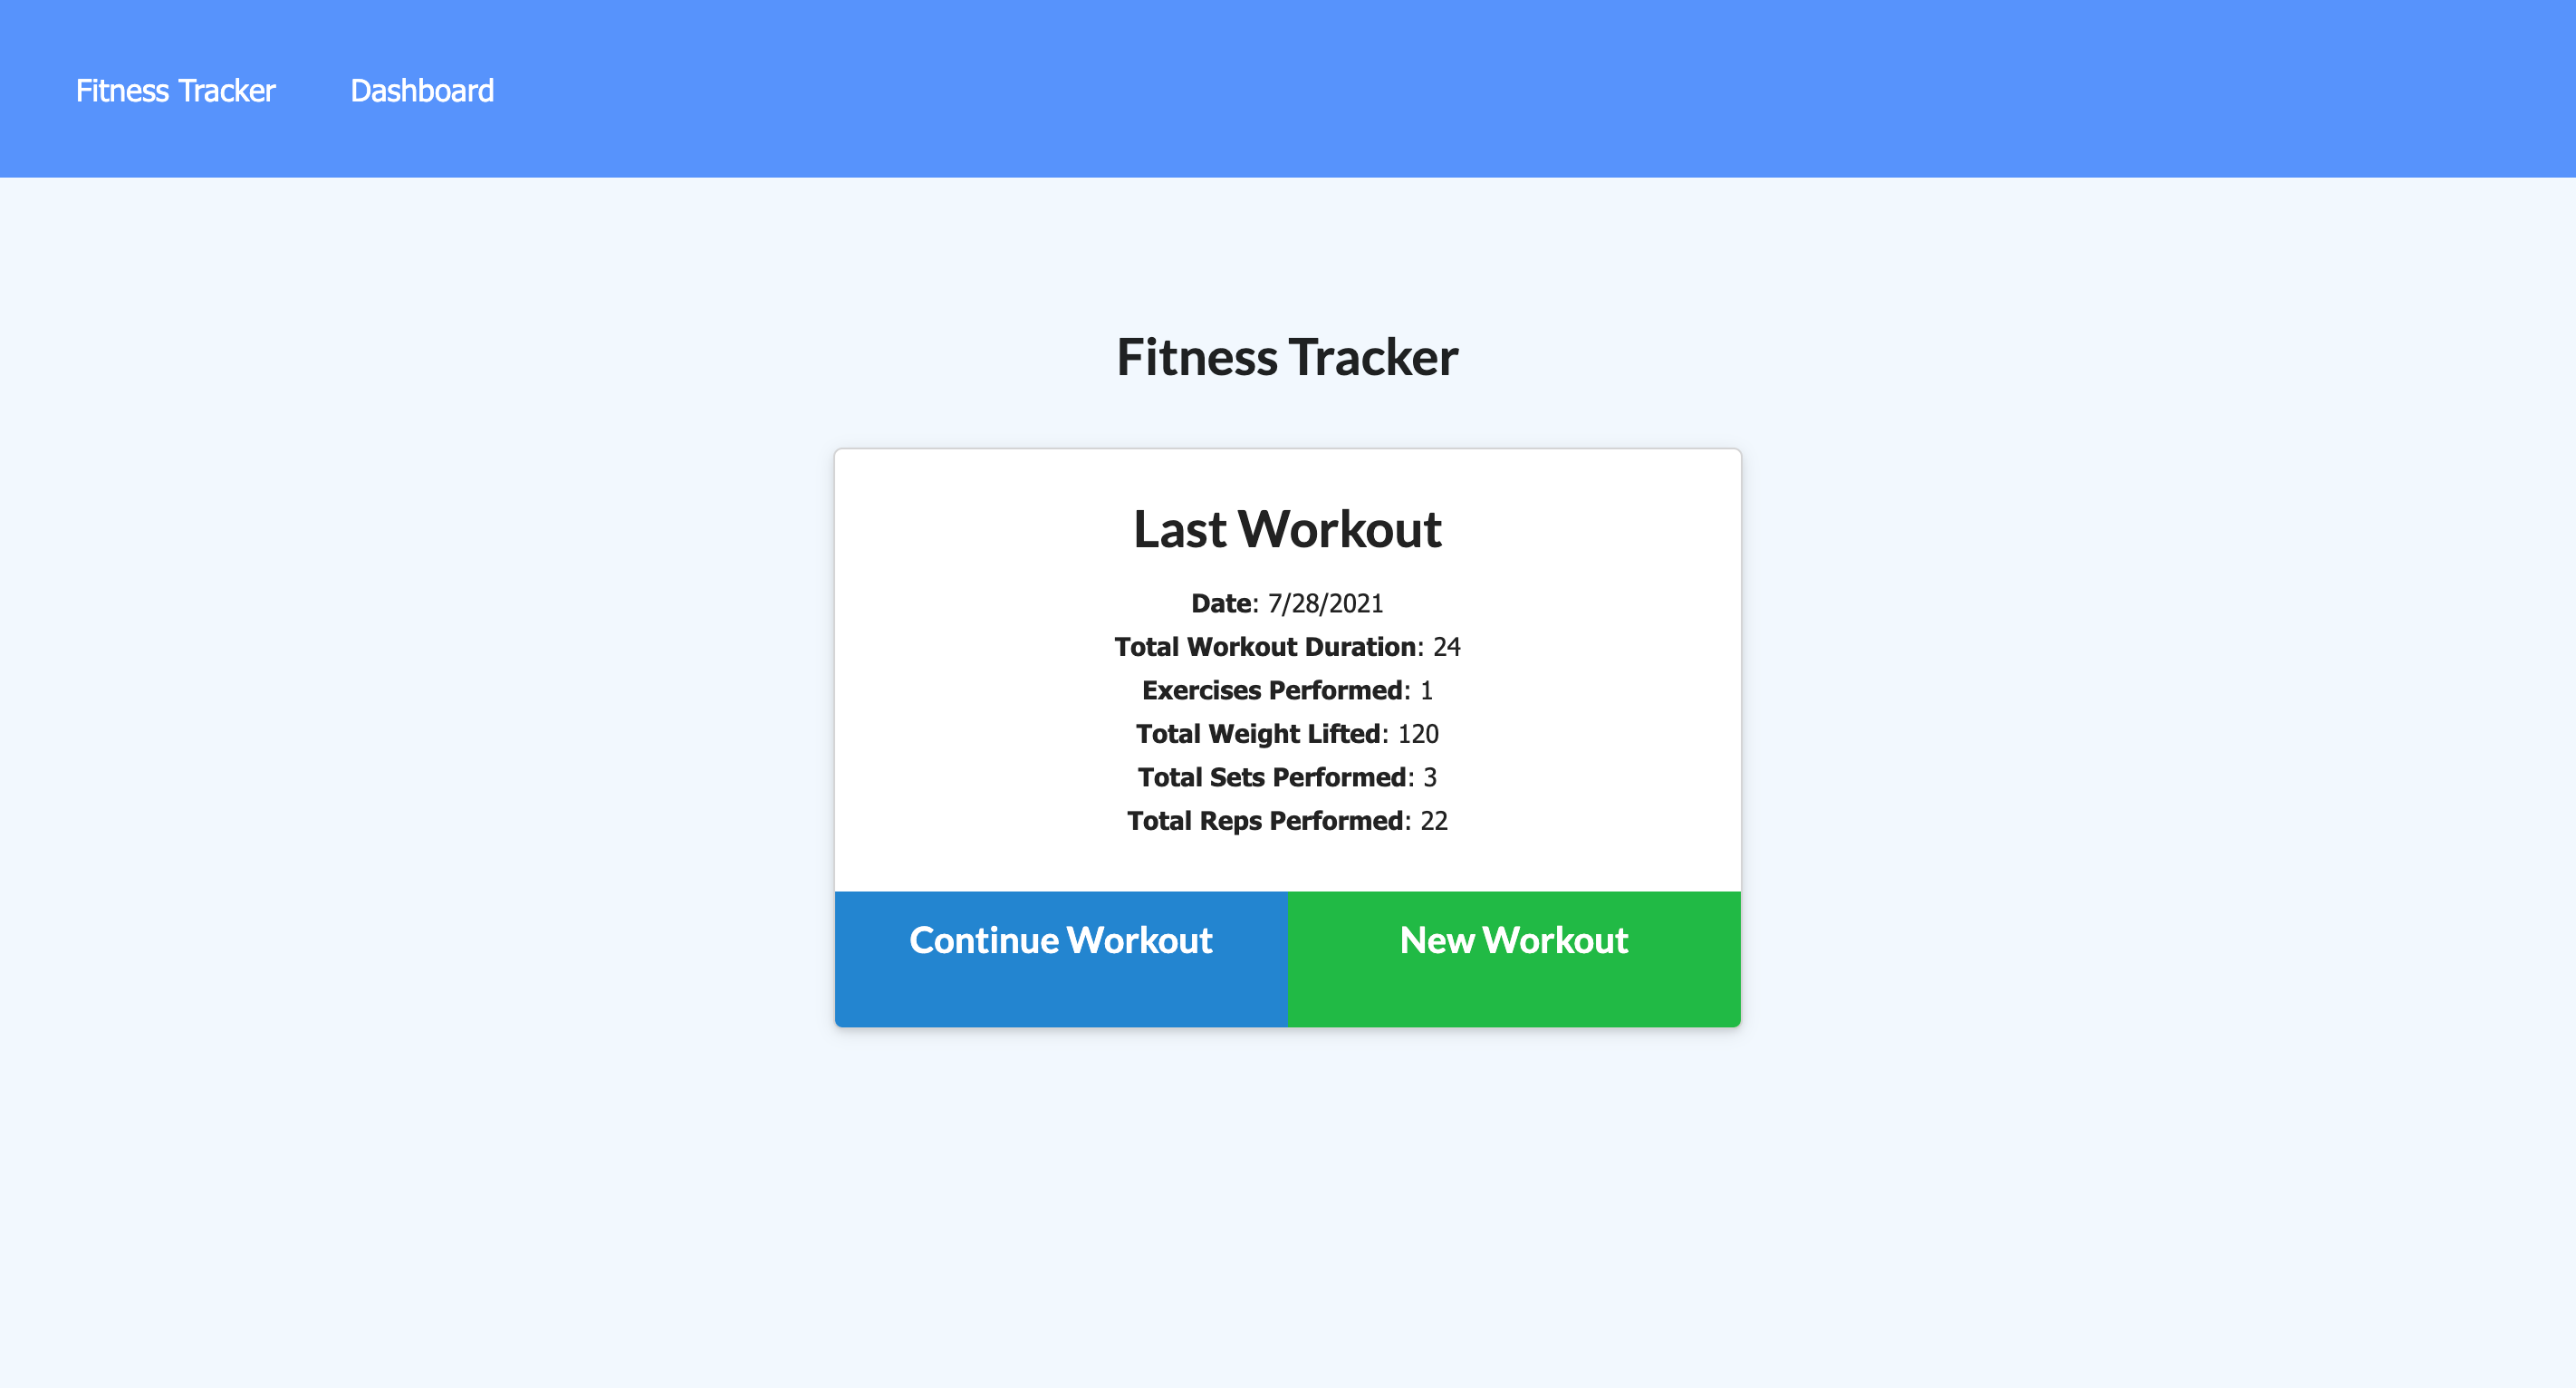 Fitness Tracker Dashboard
Fitness Tracker
Last Workout
Date: 7/28/2021
Total Workout Duration: 24
Exercises Performed: 1
Total Weight Lifted: 120
Total Sets Performed: 3
Total Reps Performed: 22
Continue Workout New Workout